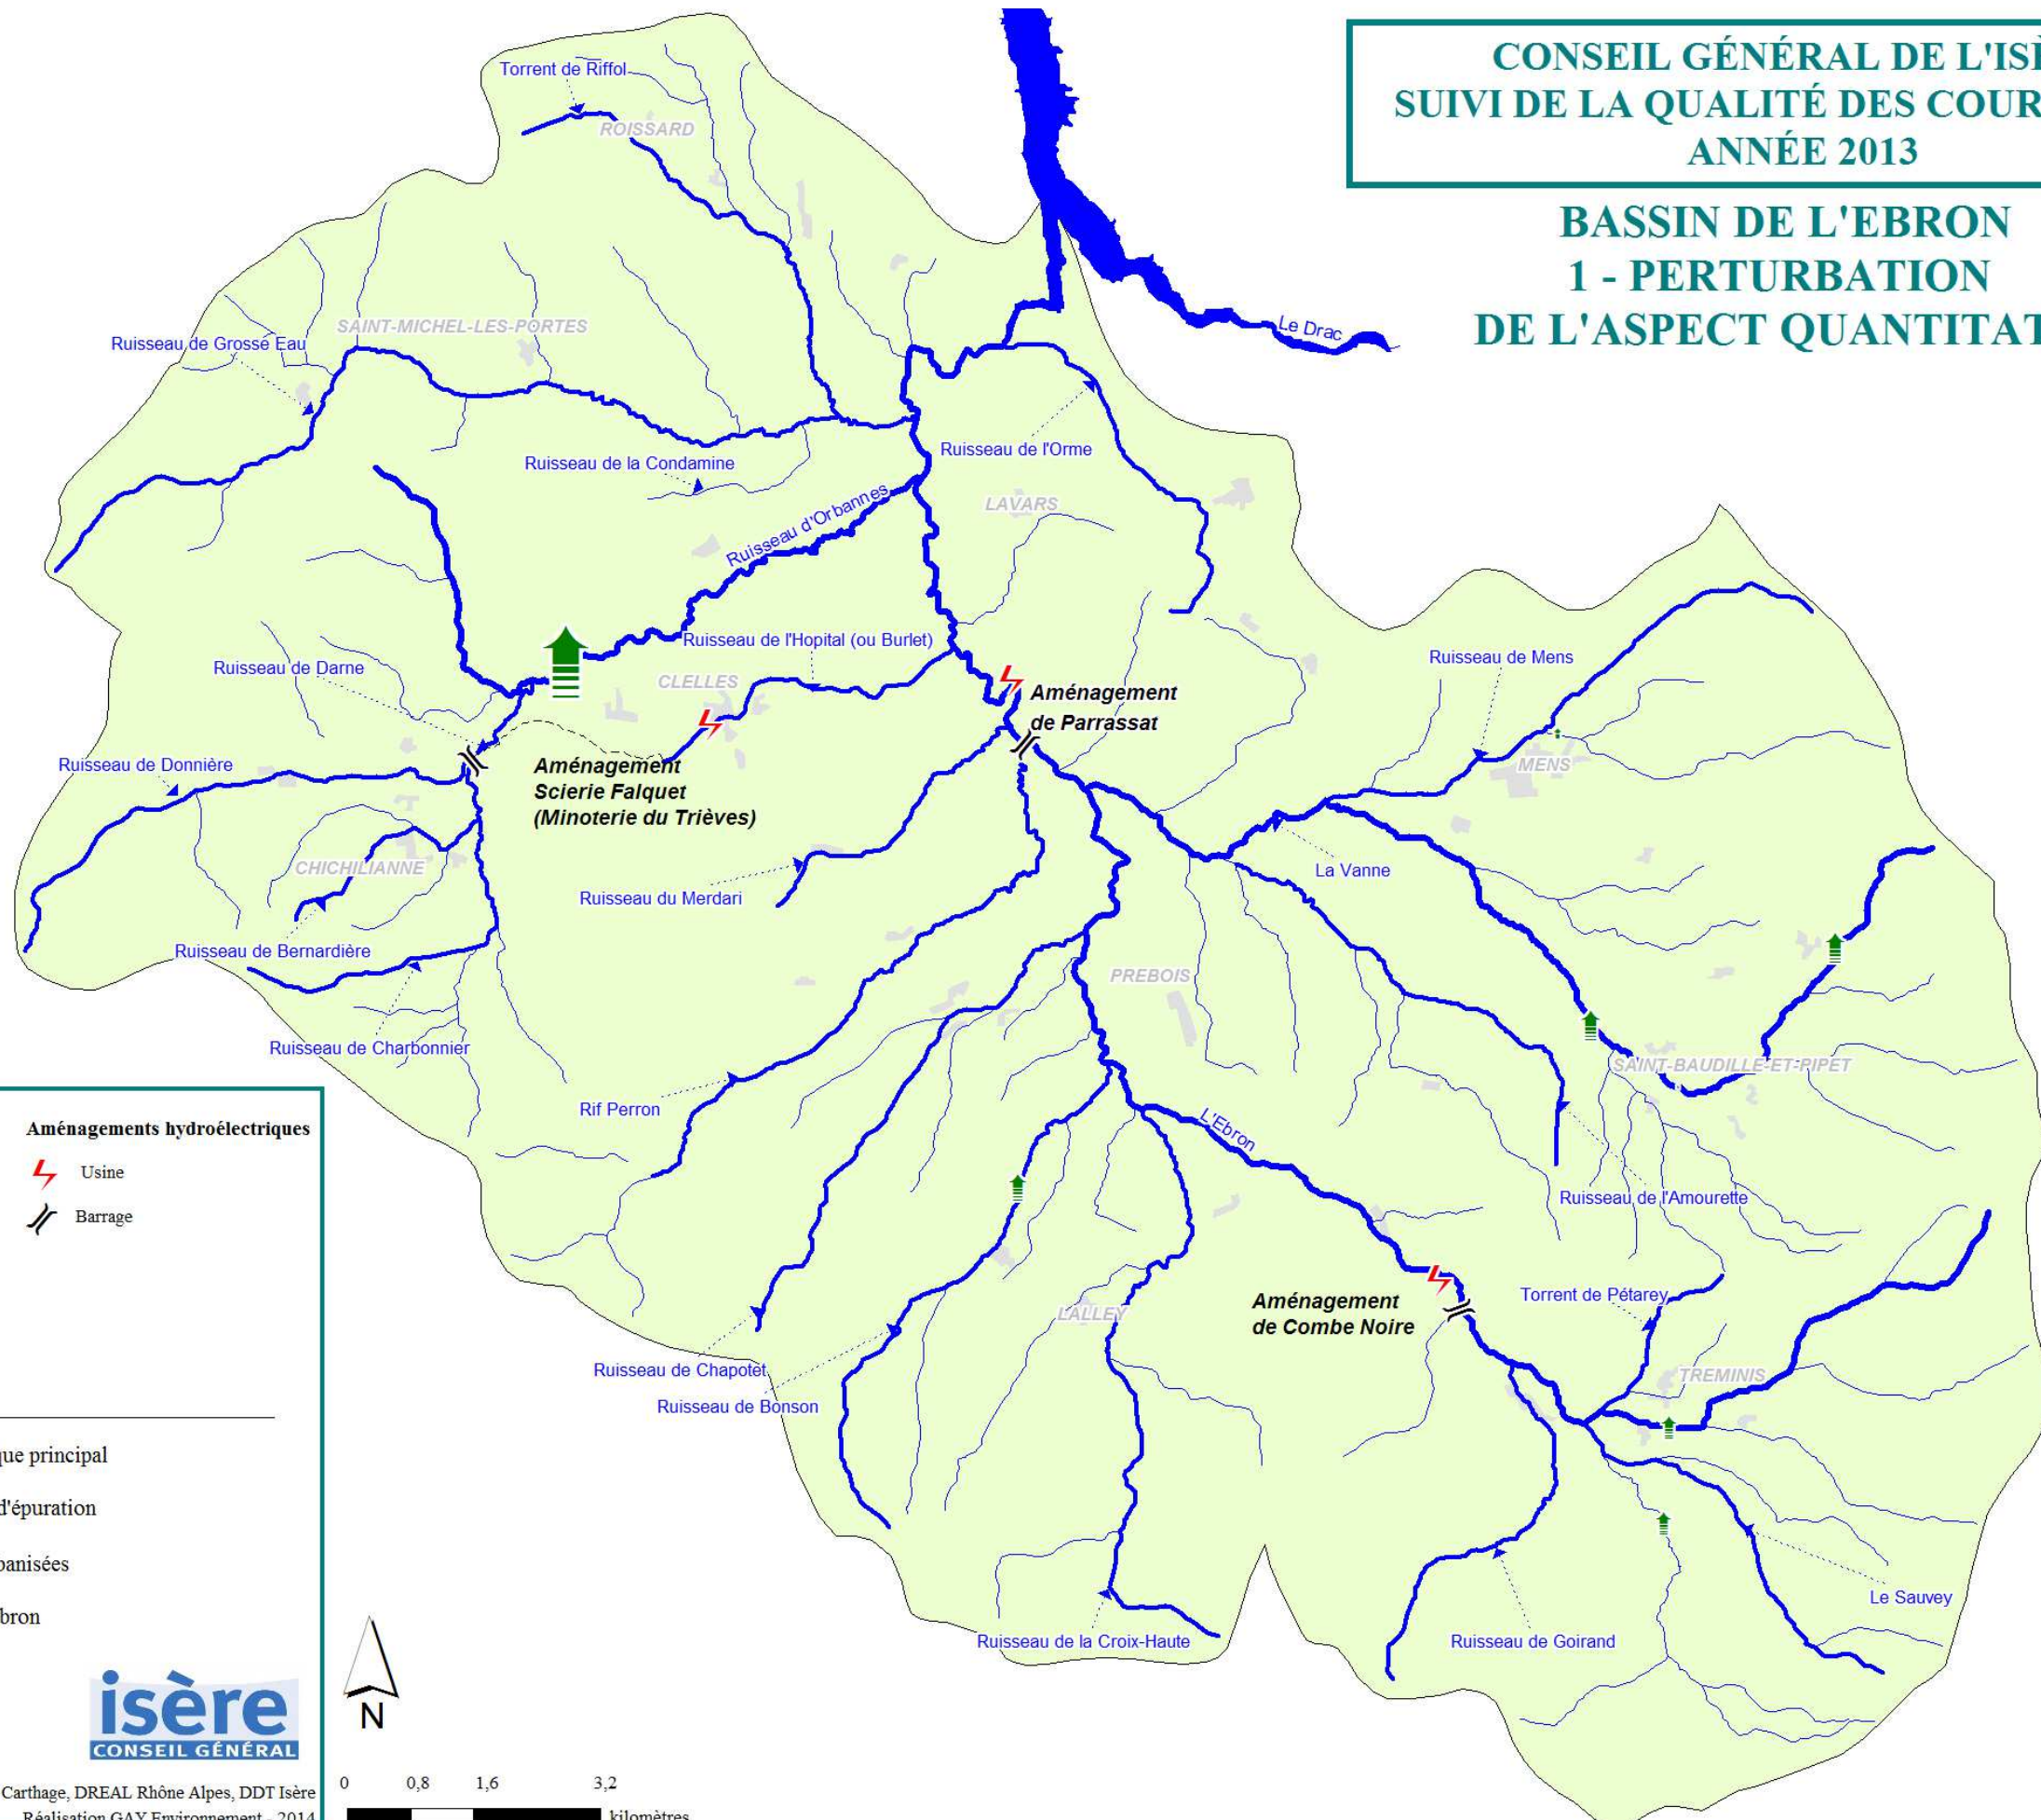 CONSEIL GÉNÉRAL DE L'ISÈ
SUIVI DE LA QUALITÉ DES COUR
ANNÉE 2013
BASSIN DE L'EBRON
1 - PERTURBATION
DE L'ASPECT QUANTITAT
Torrent de Riffol
ROISSARD
Le Drac
SAINT-MICHEL-LES-PORTES
Ruisseau de Grosse Eau
Ruisseau de l'Orme
Ruisseau de la Condamine
LAVARS
Ruisseau d'Orbannes
Ruisseau de l'Hopital (ou Burlet)
Ruisseau de Darne
CLELLES
Ruisseau de Mens
Aménagement
de Parrassat
Ruisseau de Donnière
MENS
Aménagement
Scierie Falquet
(Minoterie du Trièves)
CHICHILIANNE
La Vanne
Ruisseau du Merdari
Ruisseau de Bernardière
PREBOIS
Ruisseau de Charbonnier
SAINT-BAUDILLE-ET-PIPET
Rif Perron
L'Ebron
Ruisseau de l'Amourette
Torrent de Pétarey
Aménagement
de Combe Noire
LALLEY
Ruisseau de Chapotet
TREMINIS
Ruisseau de Bonson
Le Sauvey
Ruisseau de la Croix-Haute
Ruisseau de Goirand
Aménagements hydroélectriques
Usine
Barrage
que principal
d'épuration
banisées
bron
isère
CONSEIL GÉNÉRAL
Carthage, DREAL Rhône Alpes, DDT Isère
Réalisation GAY Environnement - 2014
N
0 0,8 1,6 3,2
kilomètres